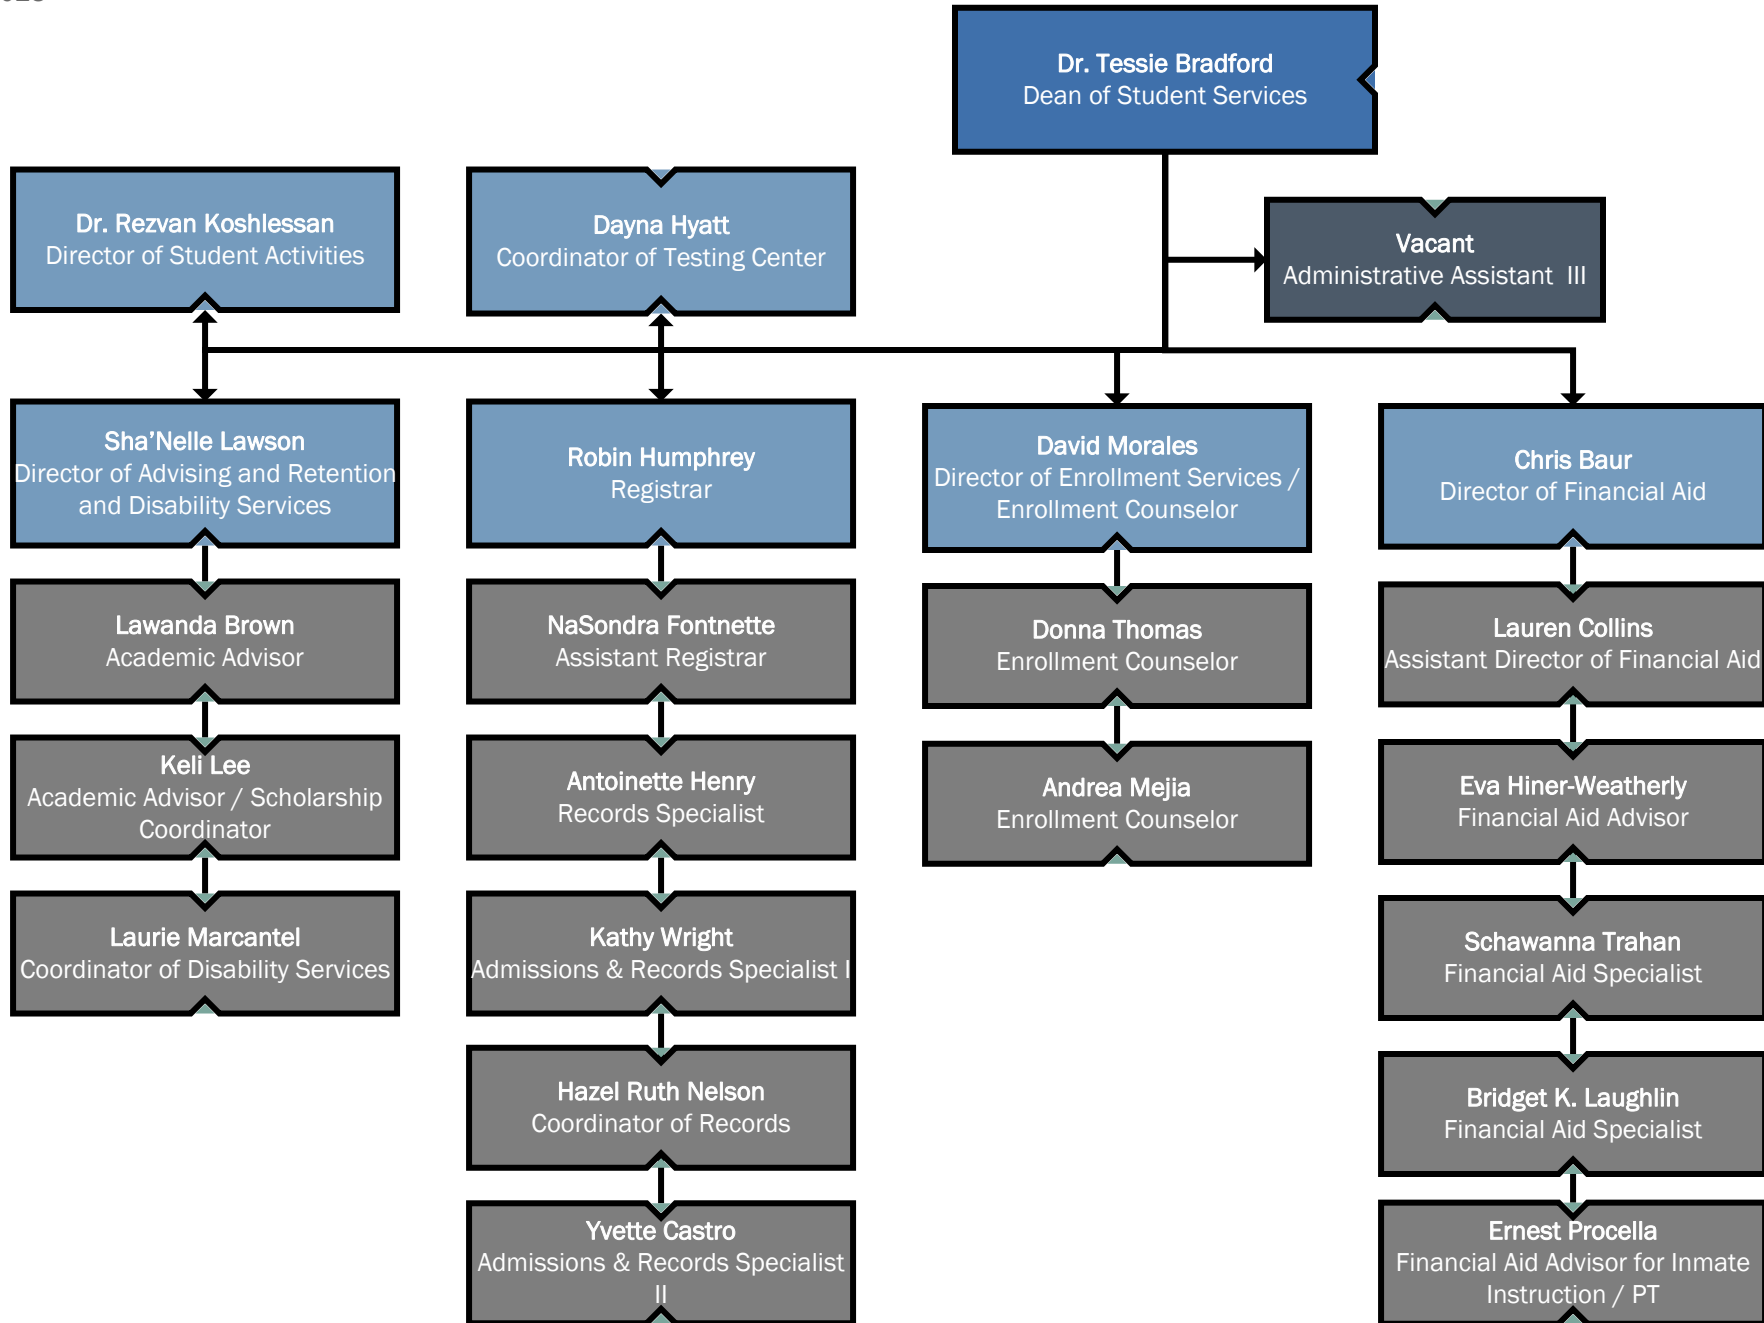 Dr. Tessie Bradford
Dean of Student Services
Dr. Rezvan Koshlessan
Director of Student Activities
Dayna Hyatt
Coordinator of Testing Center
Vacant
Administrative Assistant III
Sha'Nelle Lawson
Director of Advising and Retention
and Disability Services
Robin Humphrey
Registrar
David Morales
Director of Enrollment Services /
Enrollment Counselor
Chris Baur
Director of Financial Aid
Lawanda Brown
Academic Advisor
NaSondra Fontnette
Assistant Registrar
Donna Thomas
Enrollment Counselor
Lauren Collins
Assistant Director of Financial Aid
Keli Lee
Academic Advisor / Scholarship
Coordinator
Antoinette Henry
Records Specialist
Andrea Mejia
Enrollment Counselor
Eva Hiner-Weatherly
Financial Aid Advisor
Laurie Marcantel
Coordinator of Disability Services
Kathy Wright
Admissions & Records Specialist I
Schawanna Trahan
Financial Aid Specialist
Hazel Ruth Nelson
Coordinator of Records
Bridget K. Laughlin
Financial Aid Specialist
Yvette Castro
Admissions & Records Specialist
II
Ernest Procella
Financial Aid Advisor for Inmate
Instruction / PT